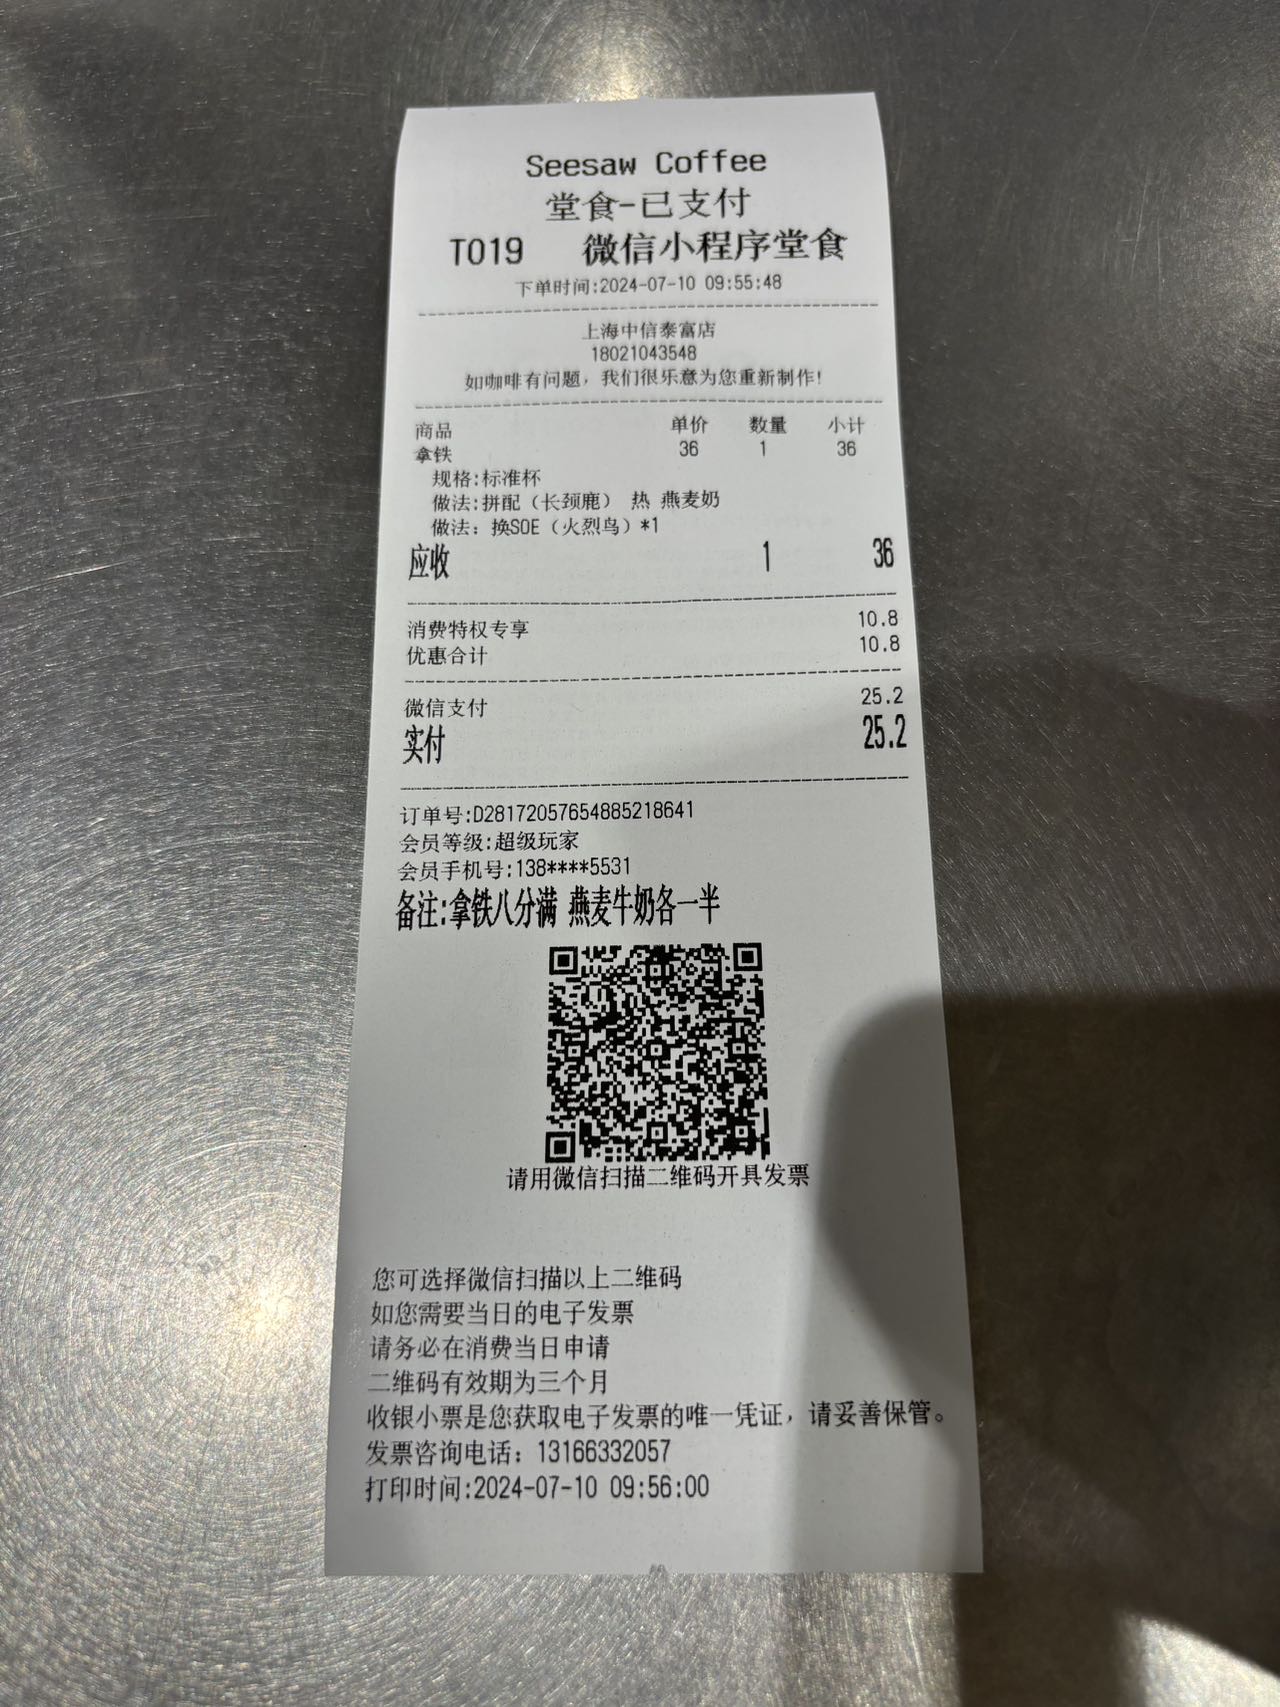 Seesaw Coffee
堂食-已支付
T019 微信小程序堂食
下单时间:2024-07-10 09:55:48
上海中信泰富店
18021043548
如咖啡有问题，我们很乐意为您重新制作!
商品 单价 数量 小计
拿铁 36 1 36
规格:标准杯
做法:拼配（长颈鹿） 热 燕麦奶
做法：换SOE（火烈鸟）*1
应收 1 36
消费特权专享 10.8
优惠合计 10.8
微信支付 25.2
实付 25.2
订单号:D28172057654885218641
会员等级:超级玩家
会员手机号:138****5531
备注:拿铁八分满 燕麦牛奶各一半
请用微信扫描二维码开具发票
您可选择微信扫描以上二维码
如您需要当日的电子发票
请务必在消费当日申请
二维码有效期为三个月
收银小票是您获取电子发票的唯一凭证，请妥善保管。
发票咨询电话：13166332057
打印时间:2024-07-10 09:56:00